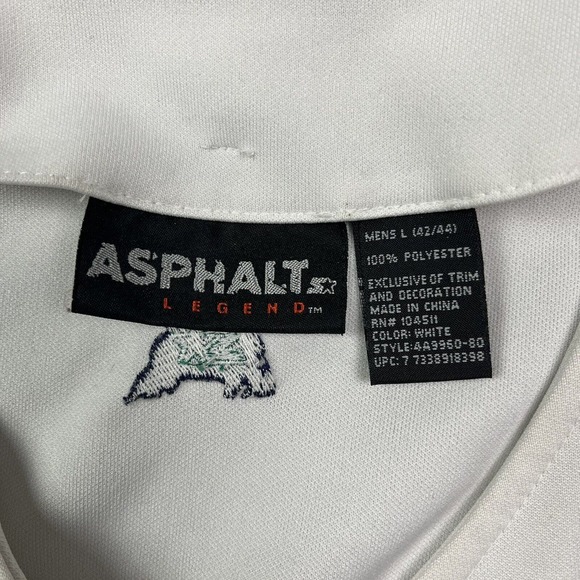 ASPHALT
LEGEND™
MENS L (42/44)
100% POLYESTER
EXCLUSIVE OF TRIM
AND DECORATION
MADE IN CHINA
RN# 104511
COLOR: WHITE
STYLE:4A9950-80
UPC: 7 7338918398